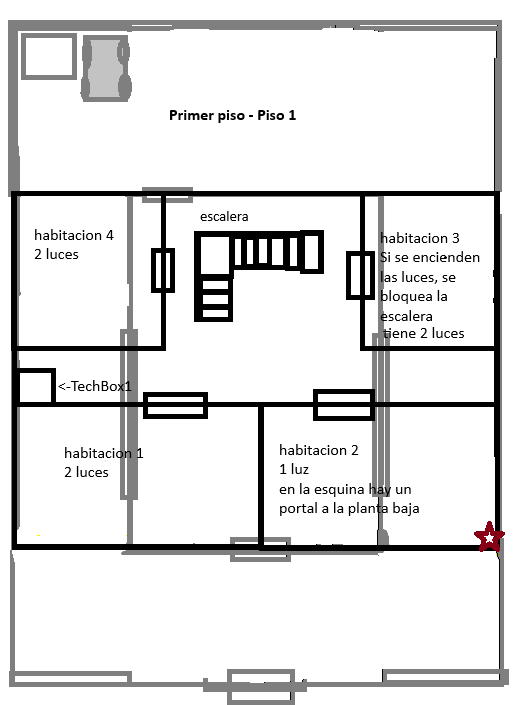 Primer piso - Piso 1
escalera
habitacion 4
2 luces
habitacion 3
Si se encienden
las luces, se
bloquea la
escalera
tiene 2 luces
<-TechBox1
habitacion 1
2 luces
habitacion 2
1 luz
en la esquina hay un
portal a la planta baja